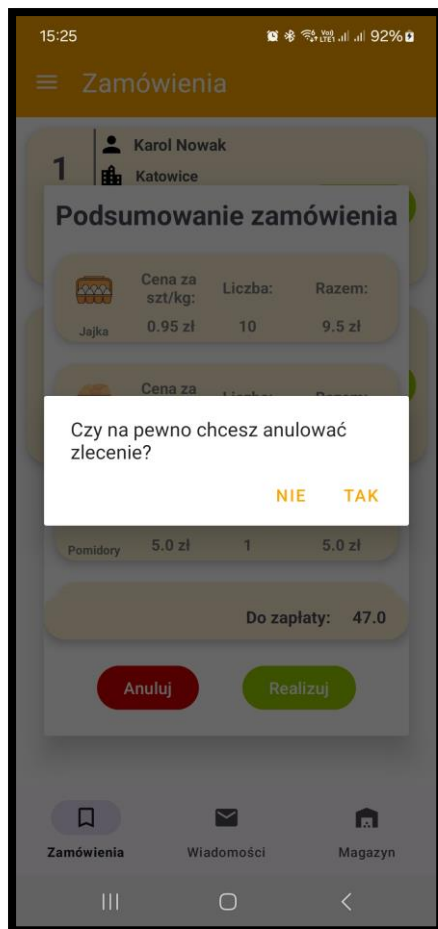 15:25
Vo)) LTE1 92%
Zamówienia
1
Karol Nowak
Katowice
Podsumowanie zamówienia
Cena za szt/kg: Liczba: Razem:
Jajka 0.95 zł 10 9.5 zł
Cena za
Czy na pewno chcesz anulować
zlecenie?
NIE TAK
Pomidory 5.0 zł 1 5.0 zł
Do zapłaty: 47.0
Anuluj Realizuj
Zamówienia Wiadomości Magazyn